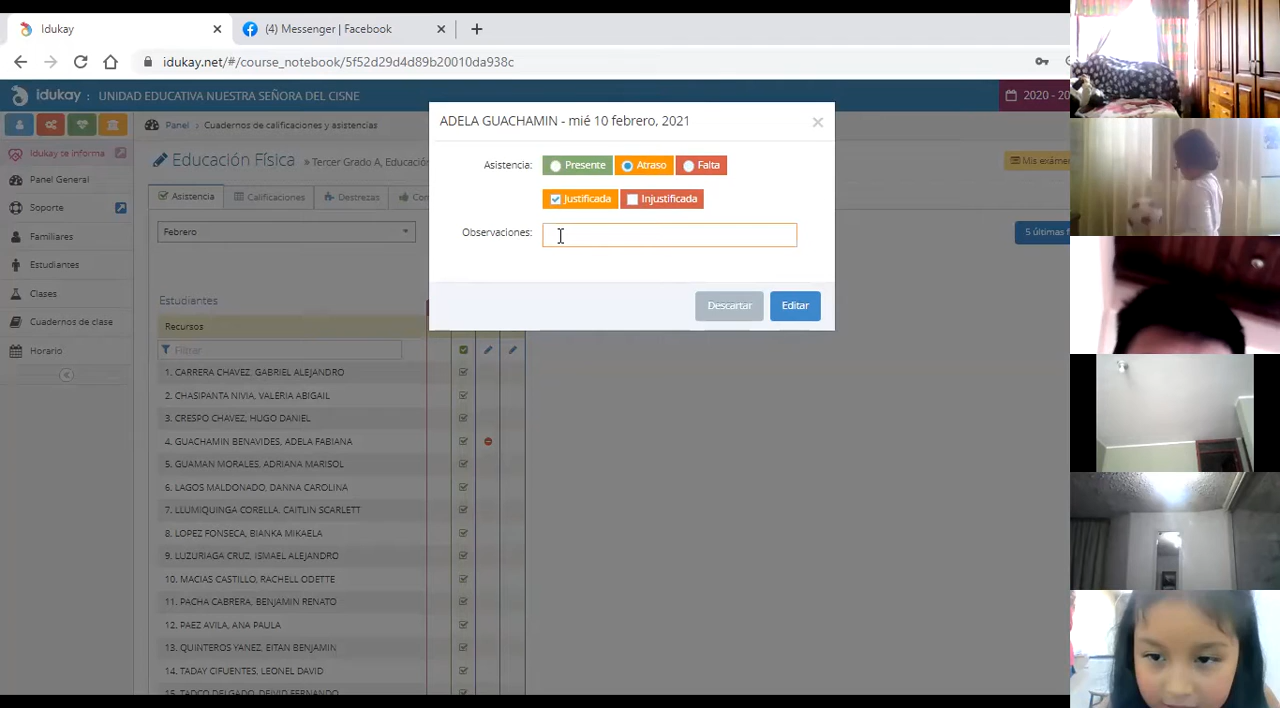 Idukay
(4) Messenger | Facebook
idukay.net/#/course_notebook/5f52d29d4d89b20010da938c
idukay : UNIDAD EDUCATIVA NUESTRA SEÑORA DEL CISNE
2020 - 20
Panel Cuadernos de calificaciones y asistencias
Idukay te informa
Panel General
Soporte
Familiares
Estudiantes
Clases
Cuadernos de clase
Horario
Educación Física » Tercer Grado A, Educación
Mis exáme
Asistencia
Calificaciones
Destrezas
Con
Febrero
5 últimas f
ADELA GUACHAMIN - mié 10 febrero, 2021
Asistencia: Presente Atraso Falta
Justificada Injustificada
Observaciones:
Descartar Editar
Estudiantes
Recursos
Filtrar
1. CARRERA CHAVEZ, GABRIEL ALEJANDRO
2. CHASIPANTA NIVIA, VALERIA ABIGAIL
3. CRESPO CHAVEZ, HUGO DANIEL
4. GUACHAMIN BENAVIDES, ADELA FABIANA
5. GUAMAN MORALES, ADRIANA MARISOL
6. LAGOS MALDONADO, DANNA CAROLINA
7. LLUMIQUINGA CORELLA, CAITLIN SCARLETT
8. LOPEZ FONSECA, BIANKA MIKAELA
9. LUZURIAGA CRUZ, ISMAEL ALEJANDRO
10. MACIAS CASTILLO, RACHELL ODETTE
11. PACHA CABRERA, BENJAMIN RENATO
12. PAEZ AVILA, ANA PAULA
13. QUINTEROS YANEZ, EITAN BENJAMIN
14. TADAY CIFUENTES, LEONEL DAVID
15. TAPCO DELGADO, DEIVID FERNANDO